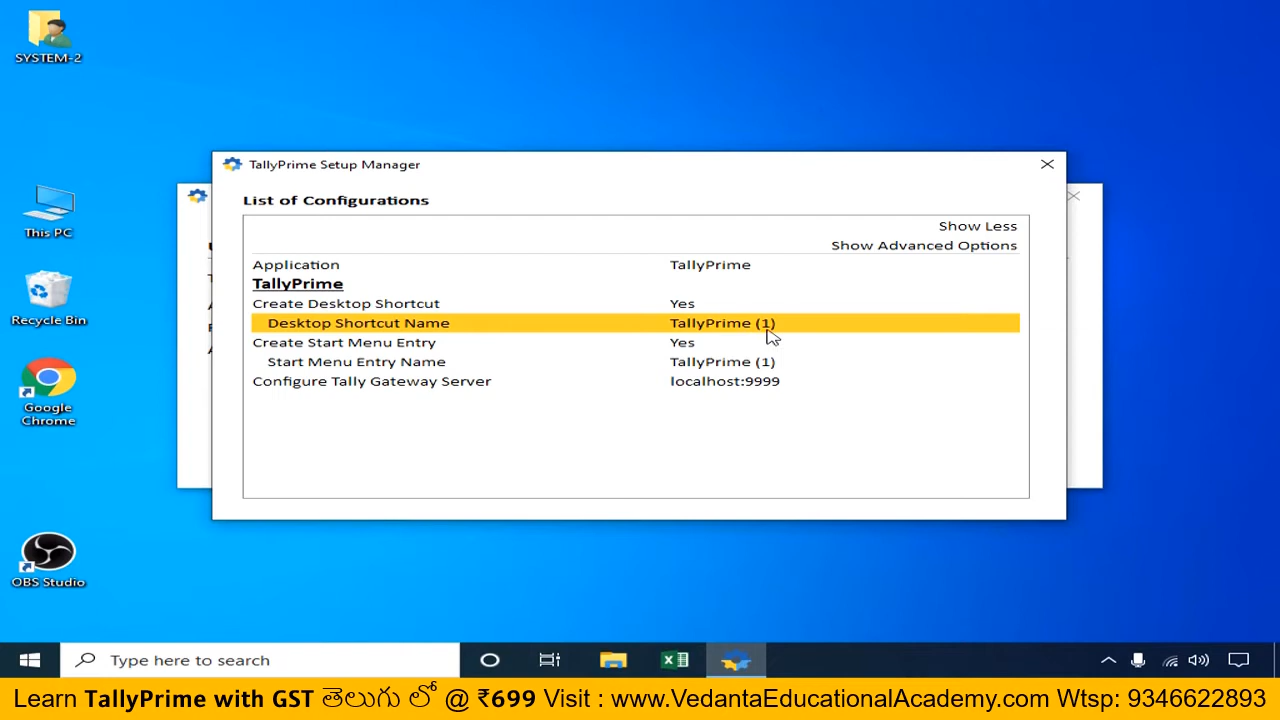 SYSTEM-2
This PC
Recycle Bin
Google
Chrome
OBS Studio
TallyPrime Setup Manager
List of Configurations
Show Less
Show Advanced Options
Application TallyPrime
TallyPrime
Create Desktop Shortcut Yes
Desktop Shortcut Name TallyPrime (1)
Create Start Menu Entry Yes
Start Menu Entry Name TallyPrime (1)
Configure Tally Gateway Server localhost:9999
Type here to search
Learn TallyPrime with GST తెలుగు లో @ ₹699 Visit : www.VedantaEducationalAcademy.com Wtsp: 9346622893